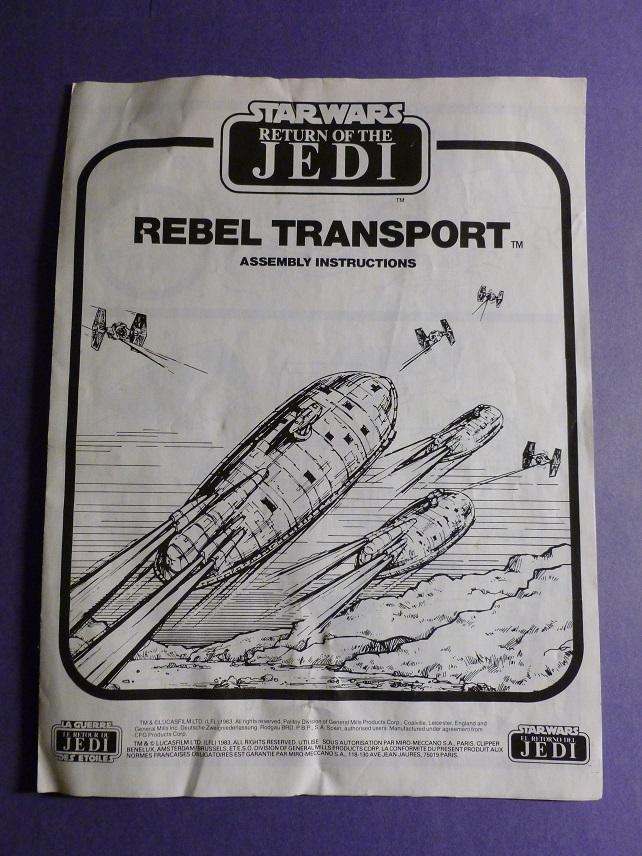 STAR WARS
RETURN OF THE
JEDI
TM
REBEL TRANSPORT TM
ASSEMBLY INSTRUCTIONS
LA GUERRE
LE RETOUR DU
JEDI
DES ETOILES
TM & © LUCASFILM LTD. (LFL) 1983. All rights reserved. Palitoy Division of General Mills Products Corp., Coalville, Leicester, England and
General Mills Inc. Deutsche Zweigniederlassung. Rodgau BRD. P.B.P., S.A. Spain, authorised users. Manufactured under agreement from
CPG Products Corp.
TM & © LUCASFILM LTD. (LFL) 1983. ALL RIGHTS RESERVED. UTILISE. SOUS AUTORISATION PAR MIRO-MECCANO S.A., PARIS, CLIPPER
BENELUX, AMSTERDAM/BRUSSELS, ET E.S.O. DIVISION OF GENERAL MILLS PRODUCTS CORP. LA CONFORMITE DU PRESENT PRODUIT AUX
NORMES FRANCAISES OBLIGATOIRES EST GARANTIE PAR MIRO-MECCANO S.A., 118-130 AVE JEAN JAURES, 75019 PARIS.
STAR WARS
EL RETORNO DEL
JEDI